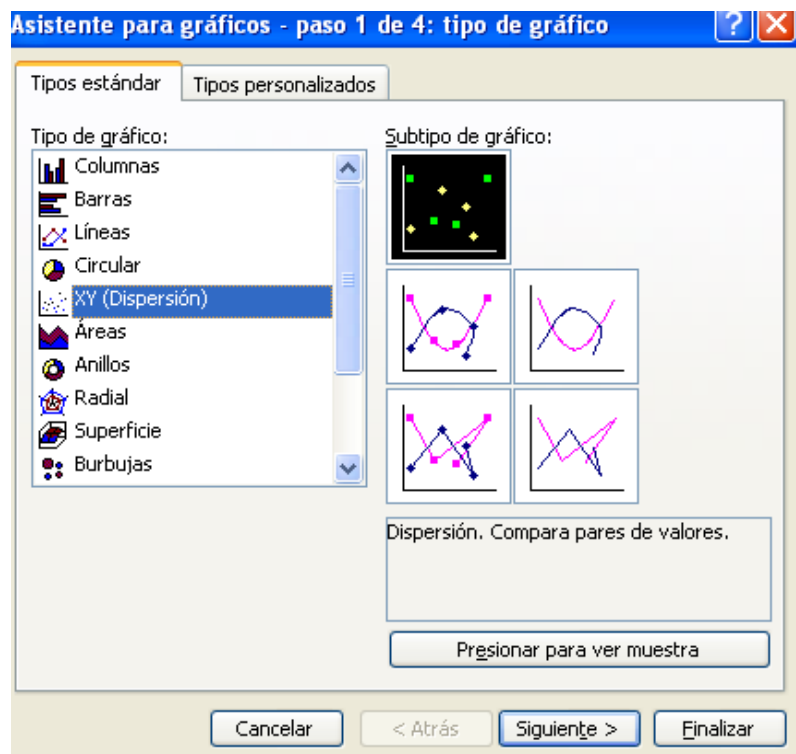 Asistente para gráficos - paso 1 de 4: tipo de gráfico
Tipos estándar
Tipos personalizados
Tipo de gráfico:
Columnas
Barras
Líneas
Circular
XY (Dispersión)
Áreas
Anillos
Radial
Superficie
Burbujas
Subtipo de gráfico:
Dispersión. Compara pares de valores.
Presionar para ver muestra
Cancelar
< Atrás
Siguiente >
Finalizar